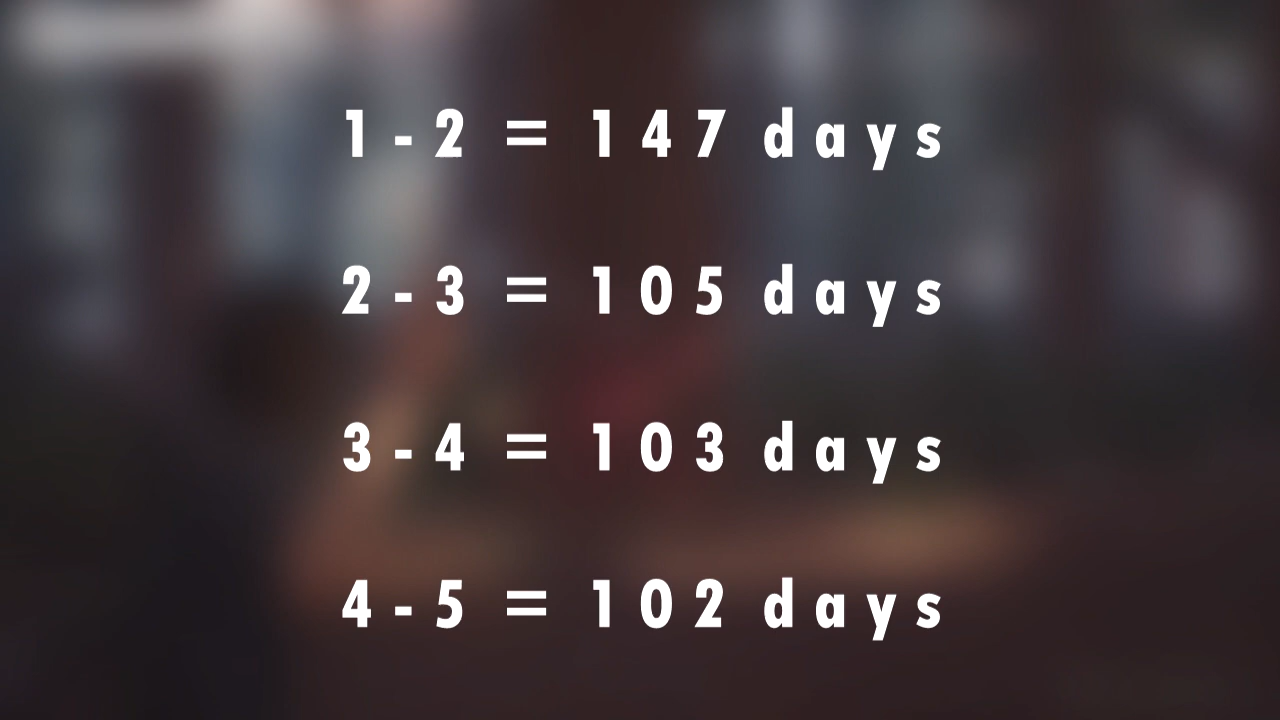 1-2 = 147 days
2-3 = 105 days
3-4 = 103 days
4-5 = 102 days